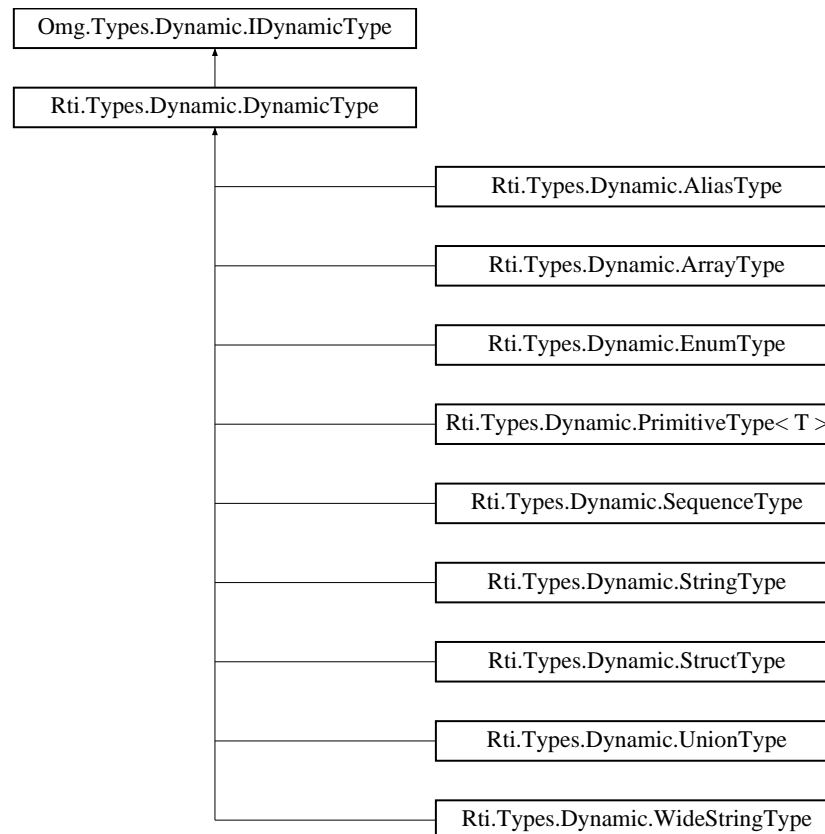 Omg.Types.Dynamic.IDynamicType
Rti.Types.Dynamic.DynamicType
Rti.Types.Dynamic.AliasType
Rti.Types.Dynamic.ArrayType
Rti.Types.Dynamic.EnumType
Rti.Types.Dynamic.PrimitiveType< T >
Rti.Types.Dynamic.SequenceType
Rti.Types.Dynamic.StringType
Rti.Types.Dynamic.StructType
Rti.Types.Dynamic.UnionType
Rti.Types.Dynamic.WideStringType